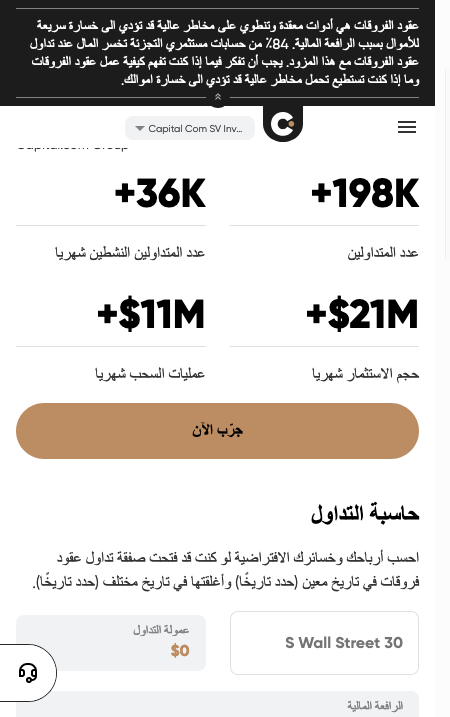 عقود الفروقات هي أدوات معقدة وتنطوي على مخاطر عالية قد تؤدي الى خسارة سريعة
للأموال بسبب الرافعة المالية. 84٪ من حسابات مستثمري التجزئة تخسر المال عند تداول
عقود الفروقات مع هذا المزود. يجب أن تفكر فيما إذا كنت تفهم كيفية عمل عقود الفروقات
وما إذا كنت تستطيع تحمل مخاطر عالية قد تؤدي الى خسارة اموالك.
Capital Com SV Inv...
Capital.com Group
+198K
+36K
عدد المتداولين
عدد المتداولين النشطين شهريا
+$21M
+$11M
حجم الاستثمار شهريا
عمليات السحب شهريا
جرّب الآن
حاسبة التداول
احسب أرباحك وخسائرك الافتراضية لو كنت قد فتحت صفقة تداول عقود
فروقات في تاريخ معين (حدد تاريخًا) وأغلقتها في تاريخ مختلف (حدد تاريخًا).
S Wall Street 30
عمولة التداول
$0
الرافعة المالية